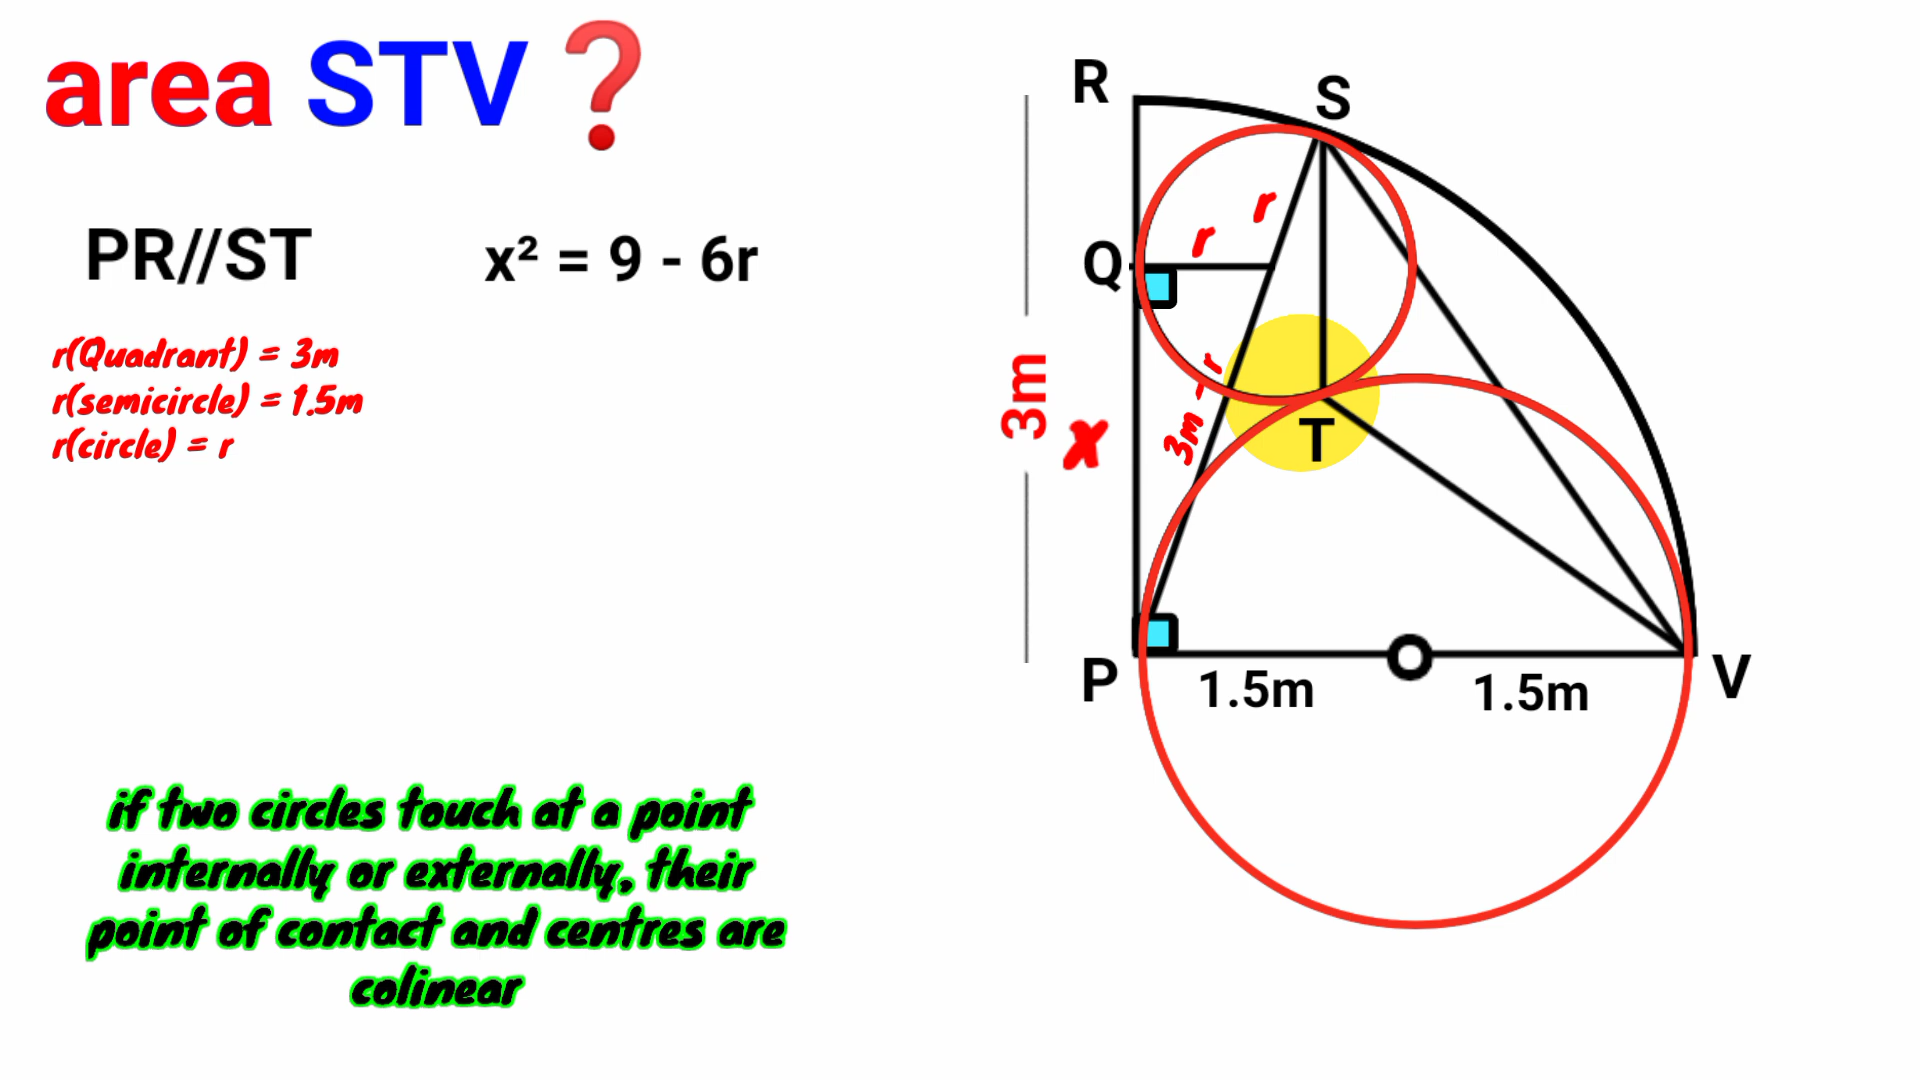 area STV❓
PR//ST
x² = 9 - 6r
r(Quadrant) = 3m
r(semicircle) = 1.5m
r(circle) = r
if two circles touch at a point
internally or externally, their
point of contact and centres are
colinear
R
S
r
r
Q
3m
x
3m - r
T
P
1.5m
1.5m
V